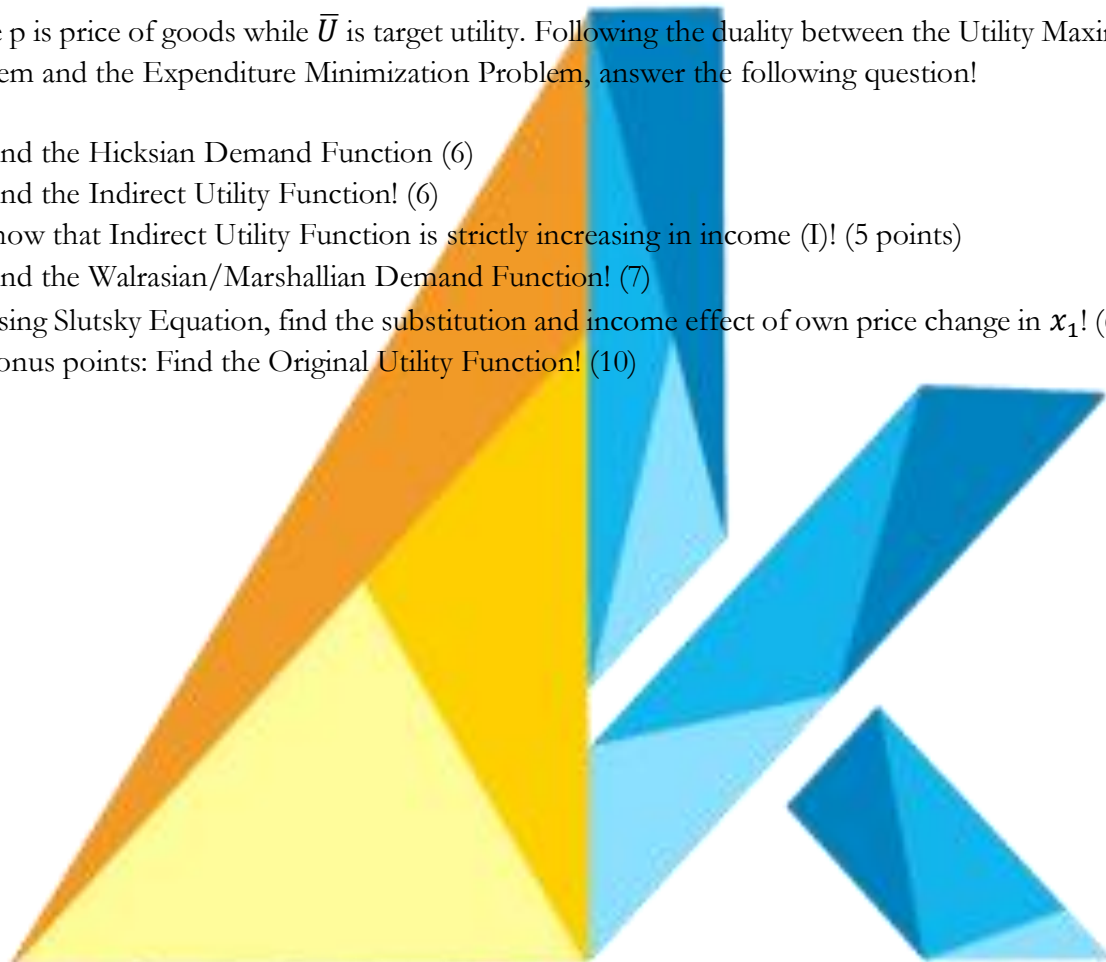 e p is price of goods while U̅ is target utility. Following the duality between the Utility Maxi
em and the Expenditure Minimization Problem, answer the following question!
nd the Hicksian Demand Function (6)
nd the Indirect Utility Function! (6)
how that Indirect Utility Function is strictly increasing in income (I)! (5 points)
nd the Walrasian/Marshallian Demand Function! (7)
sing Slutsky Equation, find the substitution and income effect of own price change in x₁! (
onus points: Find the Original Utility Function! (10)